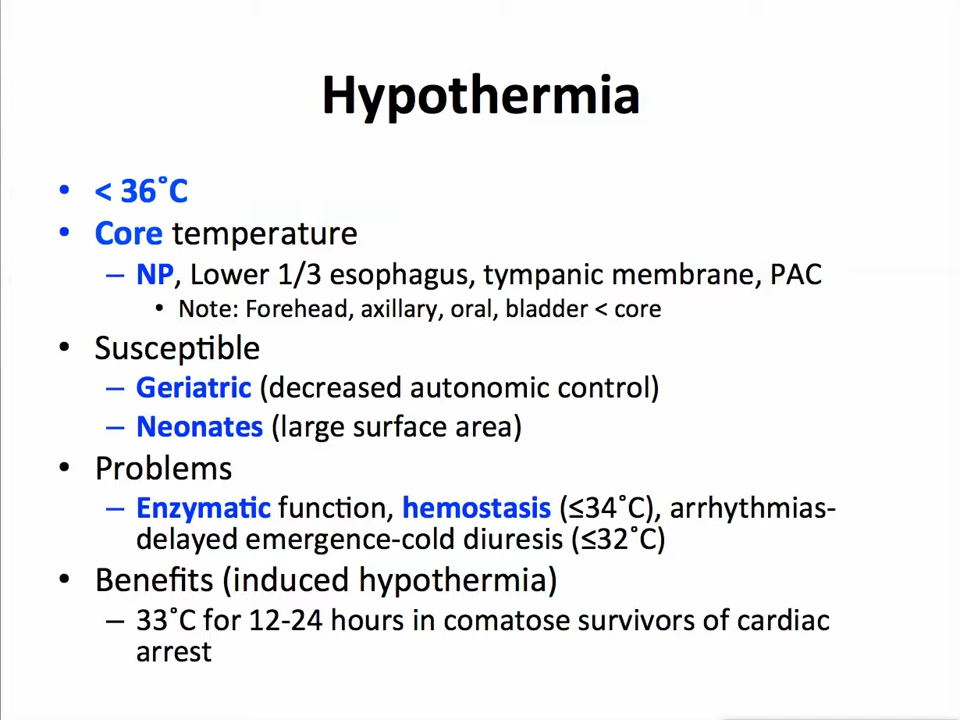 Hypothermia
• < 36˚C
• Core temperature
– NP, Lower 1/3 esophagus, tympanic membrane, PAC
• Note: Forehead, axillary, oral, bladder < core
• Susceptible
– Geriatric (decreased autonomic control)
– Neonates (large surface area)
• Problems
– Enzymatic function, hemostasis (≤34˚C), arrhythmias-
delayed emergence-cold diuresis (≤32˚C)
• Benefits (induced hypothermia)
– 33˚C for 12-24 hours in comatose survivors of cardiac
arrest